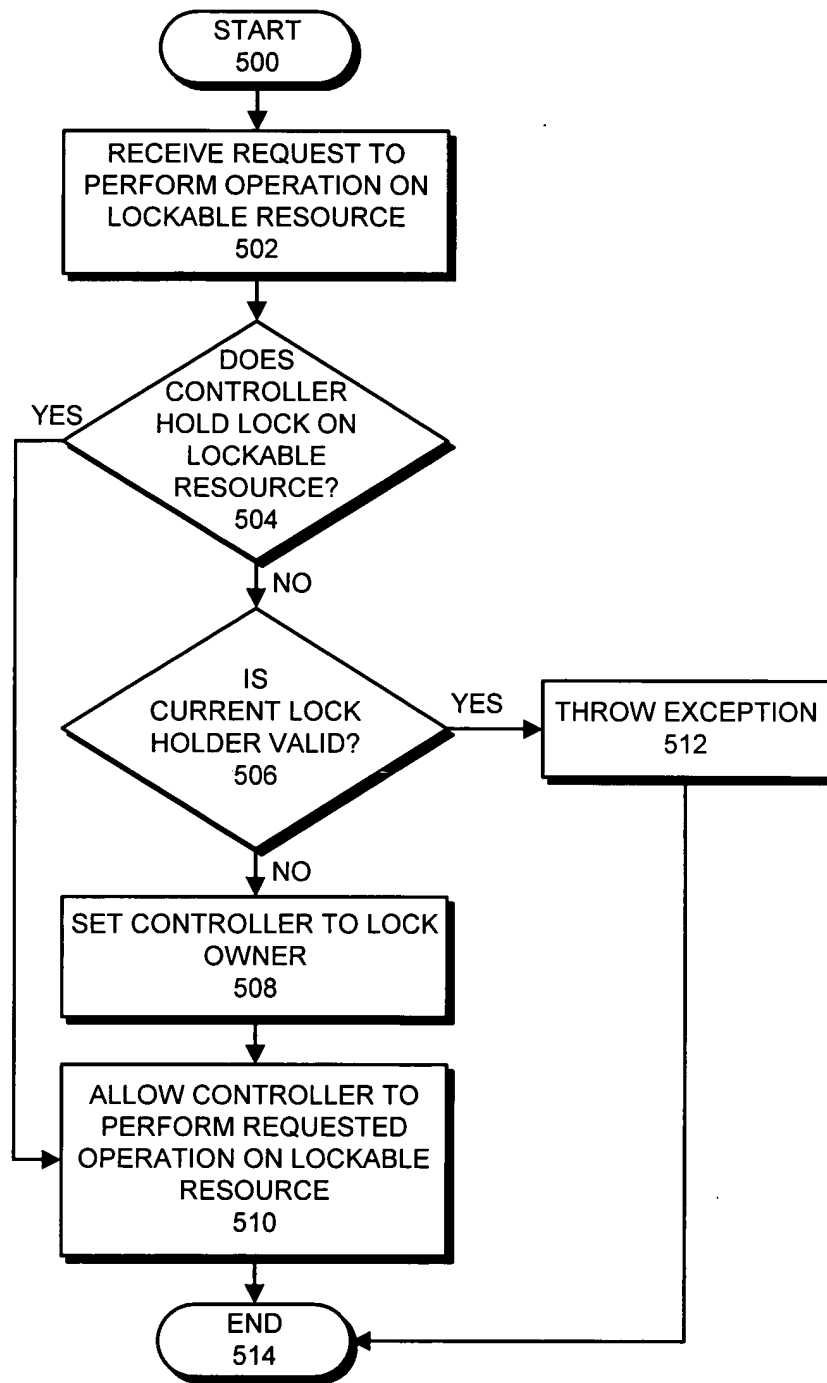 START
500
RECEIVE REQUEST TO
PERFORM OPERATION ON
LOCKABLE RESOURCE
502
DOES
CONTROLLER
HOLD LOCK ON
LOCKABLE
RESOURCE?
504
YES
NO
IS
CURRENT LOCK
HOLDER VALID?
506
YES
THROW EXCEPTION
512
NO
SET CONTROLLER TO LOCK
OWNER
508
ALLOW CONTROLLER TO
PERFORM REQUESTED
OPERATION ON LOCKABLE
RESOURCE
510
END
514